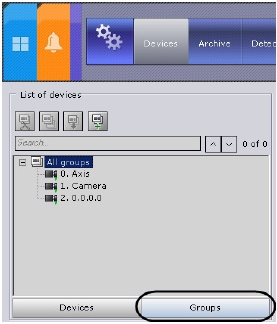 Devices
Archive
Detec
List of devices
Search
0 of 0
All groups
0. Axis
1. Camera
2. 0.0.0.0
Devices
Groups